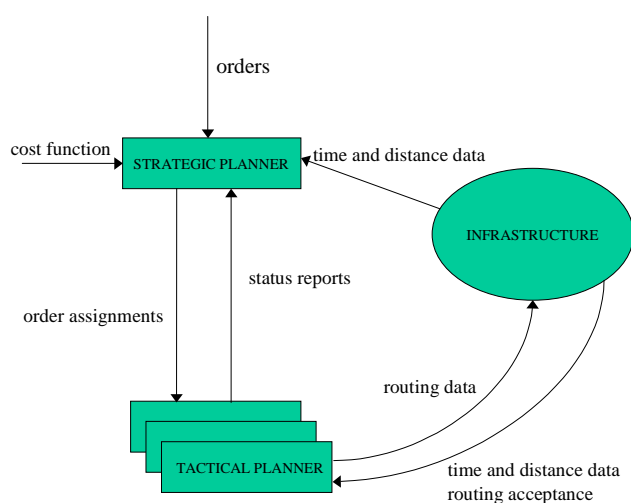 orders
cost function
STRATEGIC PLANNER
time and distance data
INFRASTRUCTURE
status reports
order assignments
routing data
TACTICAL PLANNER
time and distance data
routing acceptance